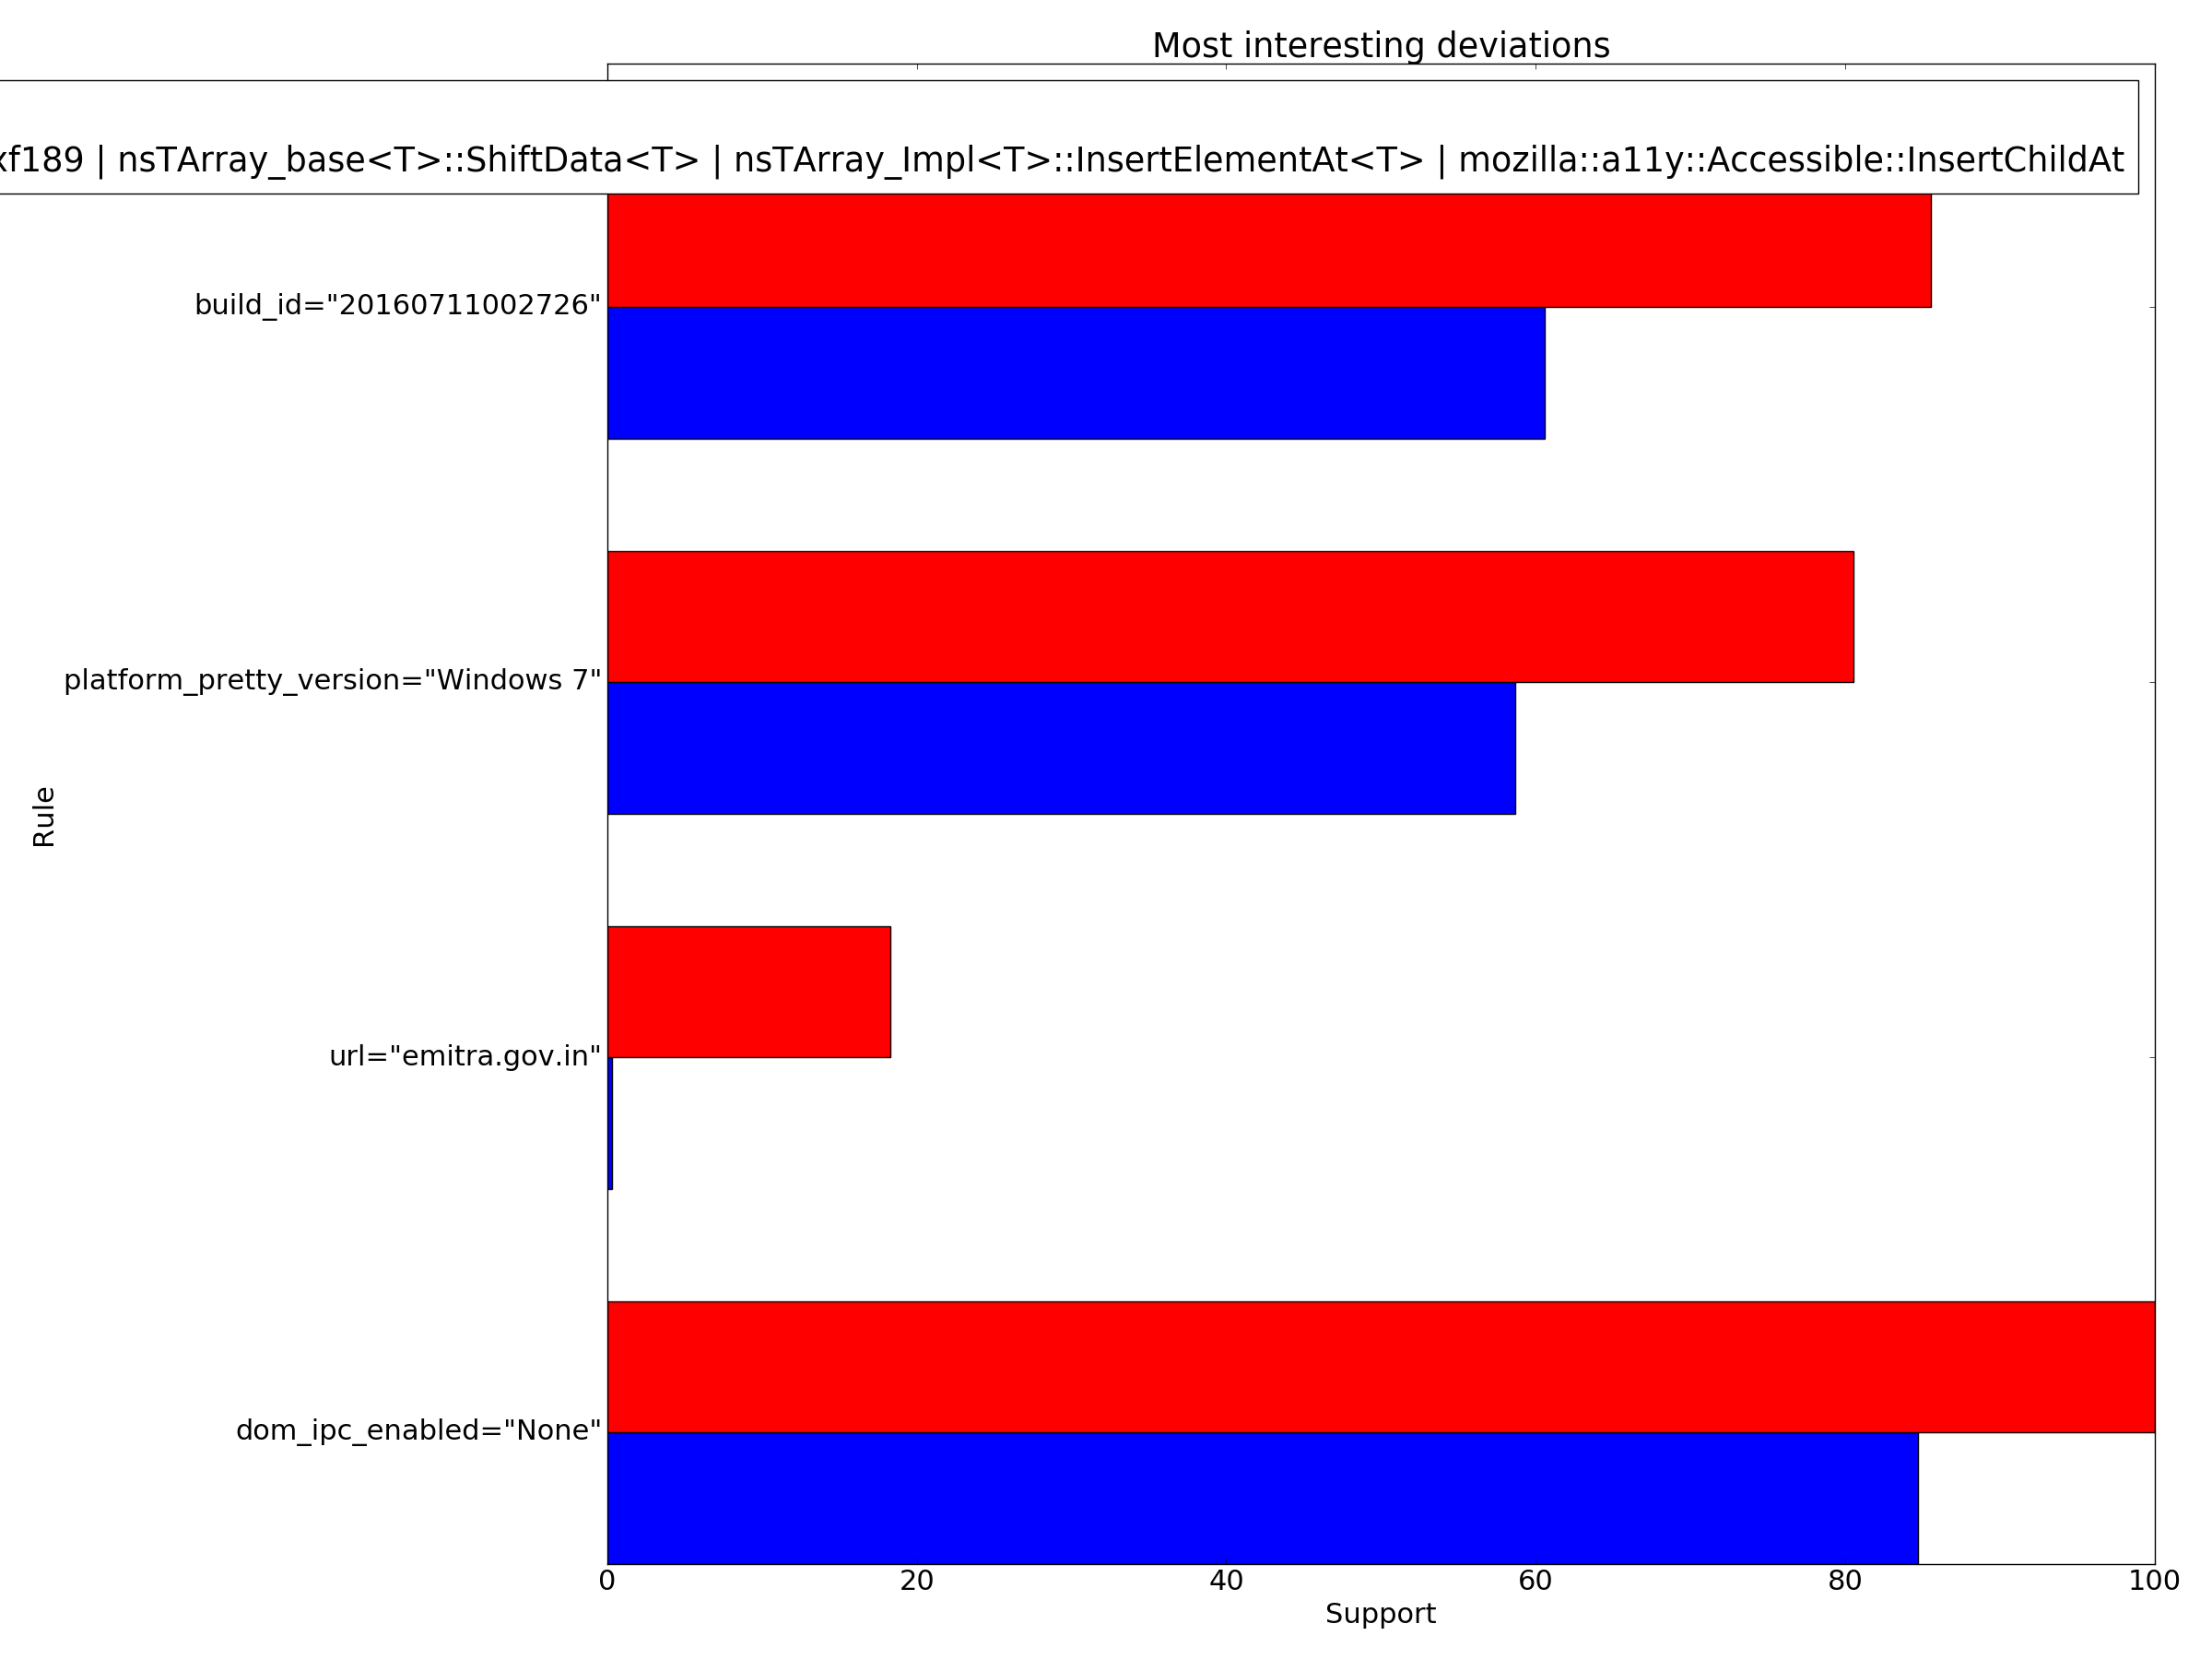 Most interesting deviations
| nsTArray_base<T>::ShiftData<T> | nsTArray_Impl<T>::InsertElementAt<T> | mozilla::a11y::Accessible::InsertChildAt
build_id="20160711002726"
platform_pretty_version="Windows 7"
Rule
url="emitra.gov.in"
dom_ipc_enabled="None"
0 20 40 60 80 100
Support